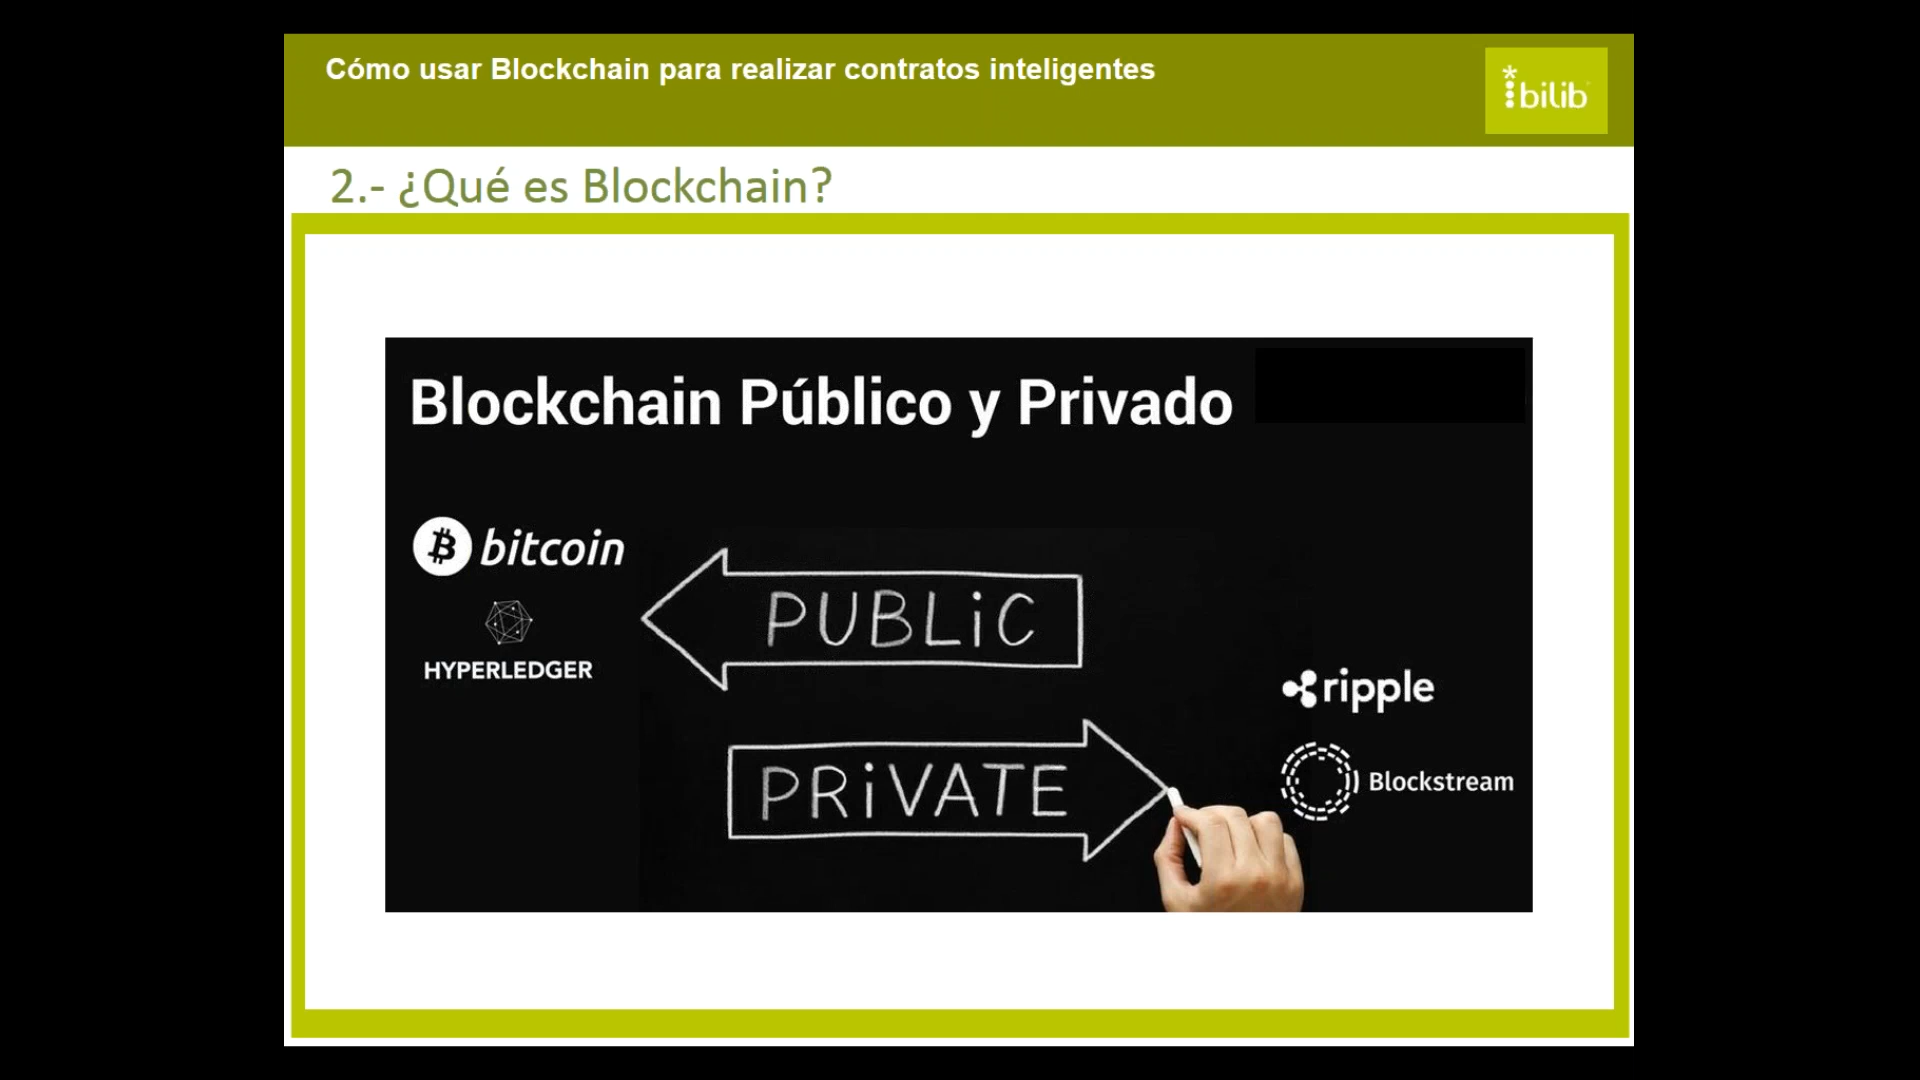 Cómo usar Blockchain para realizar contratos inteligentes
bilib
2.- ¿Qué es Blockchain?
Blockchain Público y Privado
bitcoin
HYPERLEDGER
PUBLiC
ripple
PRiVATE
Blockstream